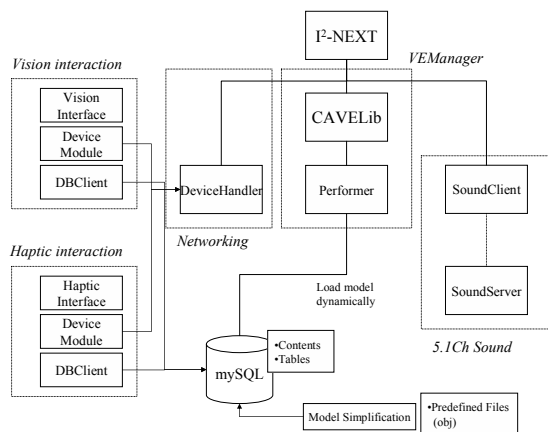 I²-NEXT
VEManager
Vision interaction
Vision
Interface
Device
Module
DBClient
CAVELib
DeviceHandler
Performer
SoundClient
Networking
Haptic interaction
Haptic
Interface
Device
Module
DBClient
Load model
dynamically
SoundServer
5.1Ch Sound
mySQL
•Contents
•Tables
Model Simplification
•Predefined Files
(obj)